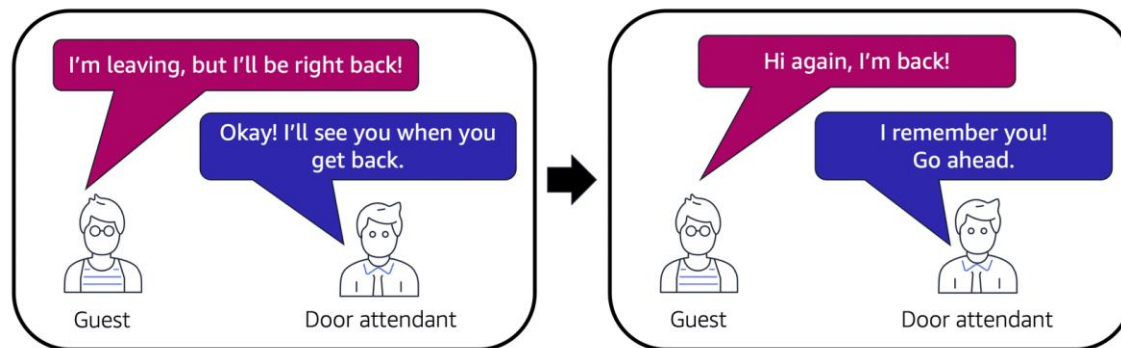 I'm leaving, but I'll be right back!
Okay! I'll see you when you
get back.
Guest
Door attendant
Hi again, I'm back!
I remember you!
Go ahead.
Guest
Door attendant